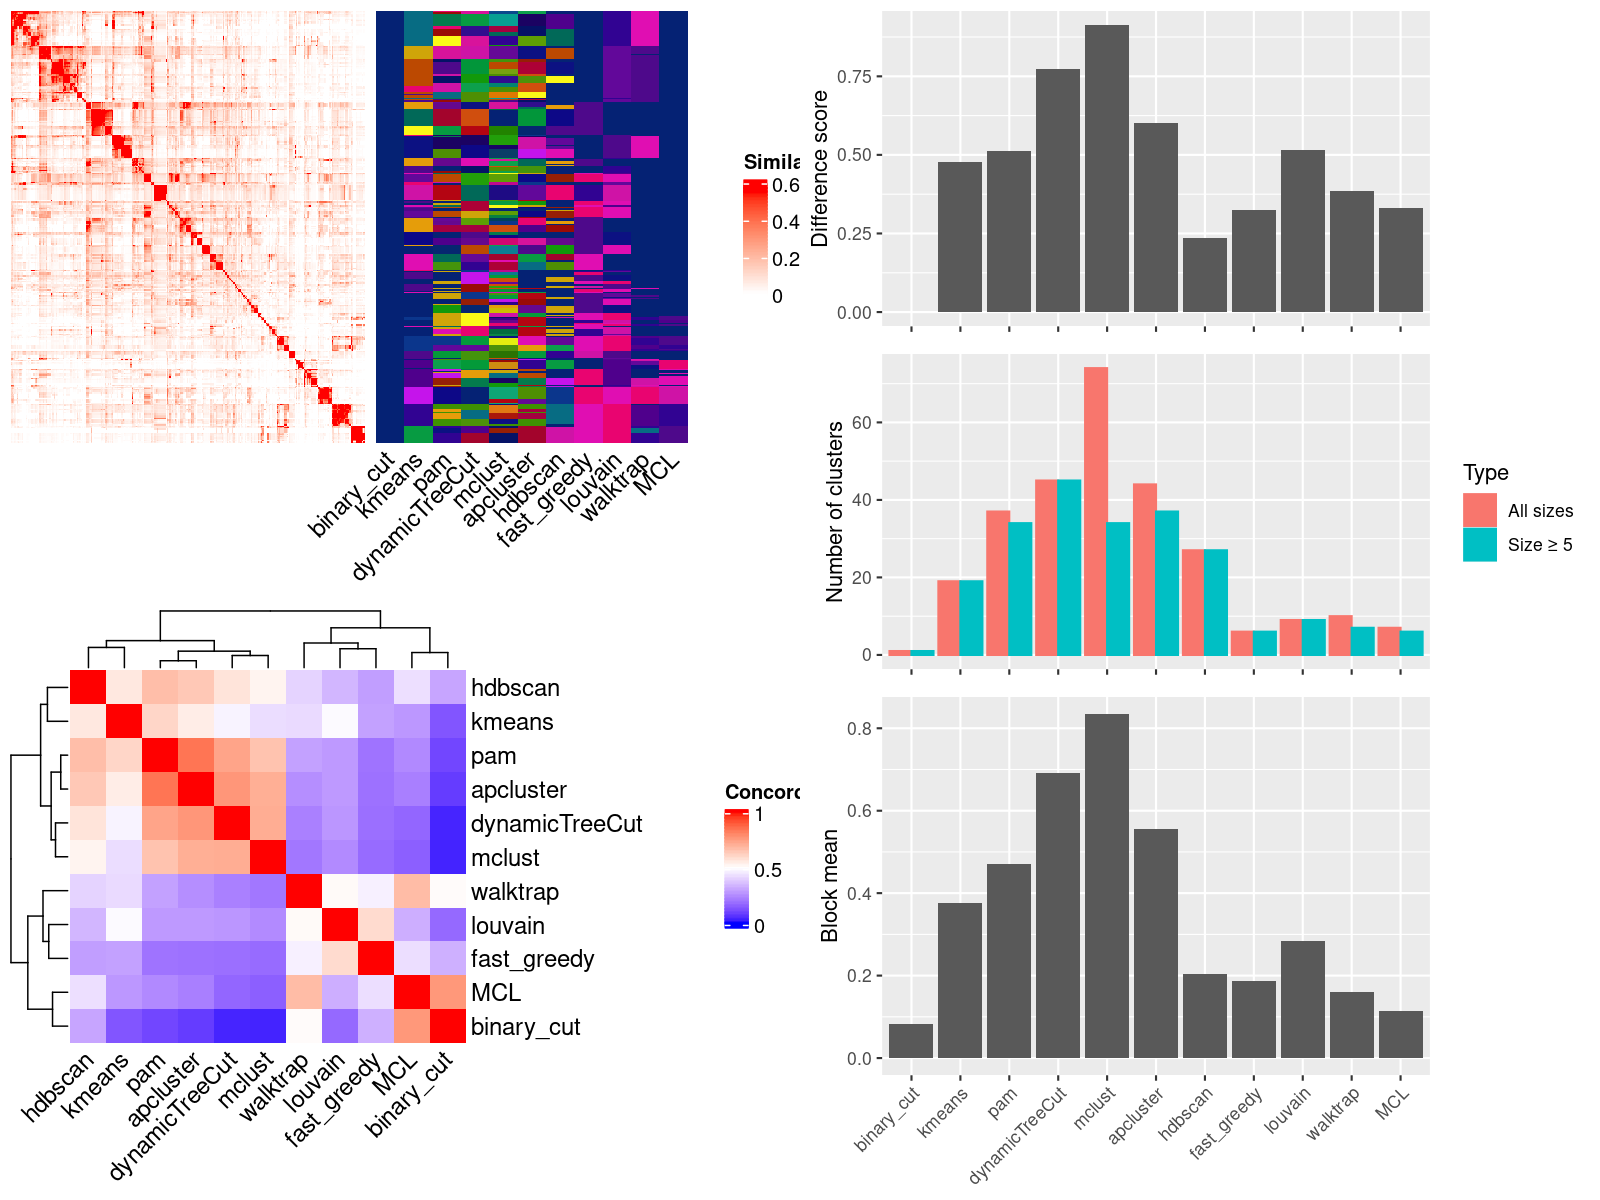 Simila
0.6
0.4
0.2
0
binary_cut
kmeans
pam
dynamicTreeCut
mclust
apcluster
hdbscan
fast_greedy
louvain
walktrap
MCL
hdbscan
kmeans
pam
apcluster
dynamicTreeCut
mclust
walktrap
louvain
fast_greedy
MCL
binary_cut
hdbscan
kmeans
pam
apcluster
dynamicTreeCut
mclust
walktrap
louvain
fast_greedy
MCL
binary_cut
Concord
1
0.5
0
Difference score
0.75
0.50
0.25
0.00
Number of clusters
60
40
20
0
Type
All sizes
Size ≥ 5
Block mean
0.8
0.6
0.4
0.2
0.0
binary_cut
kmeans
pam
dynamicTreeCut
mclust
apcluster
hdbscan
fast_greedy
louvain
walktrap
MCL